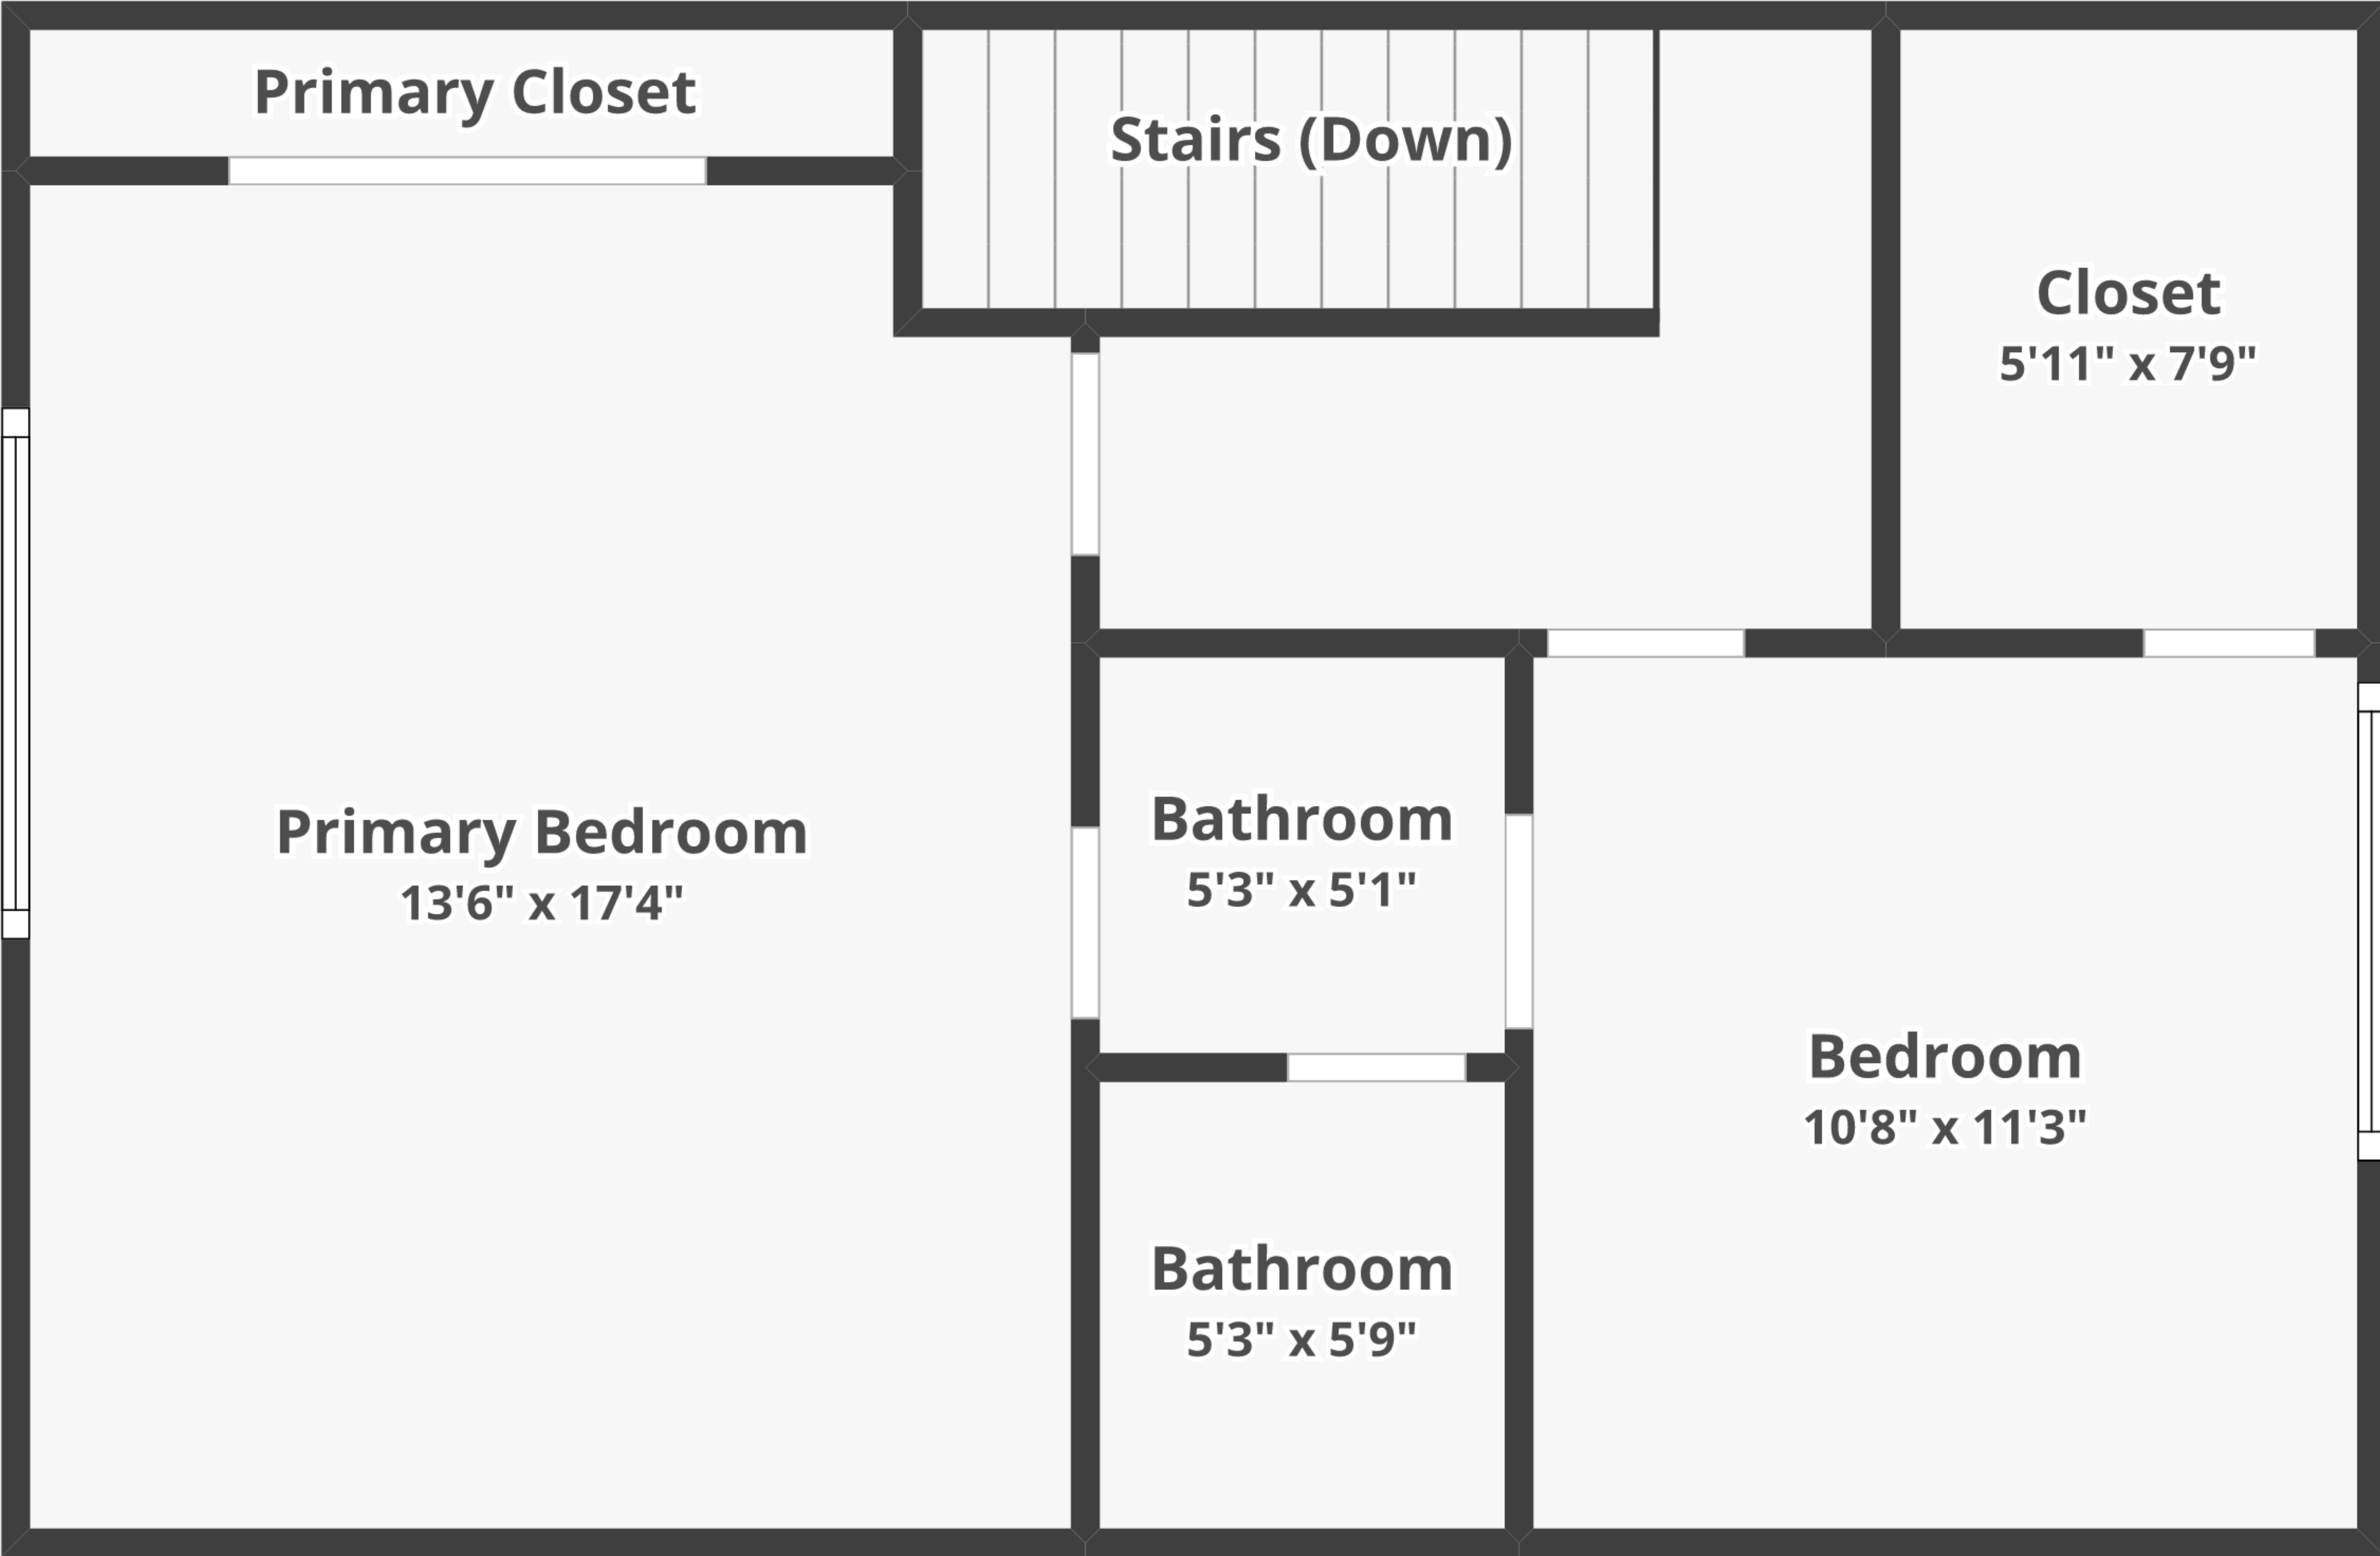 Primary Closet
Stairs (Down)
Closet
5'11" x 7'9"
Primary Bedroom
13'6" x 17'4"
Bathroom
5'3" x 5'1"
Bedroom
10'8" x 11'3"
Bathroom
5'3" x 5'9"